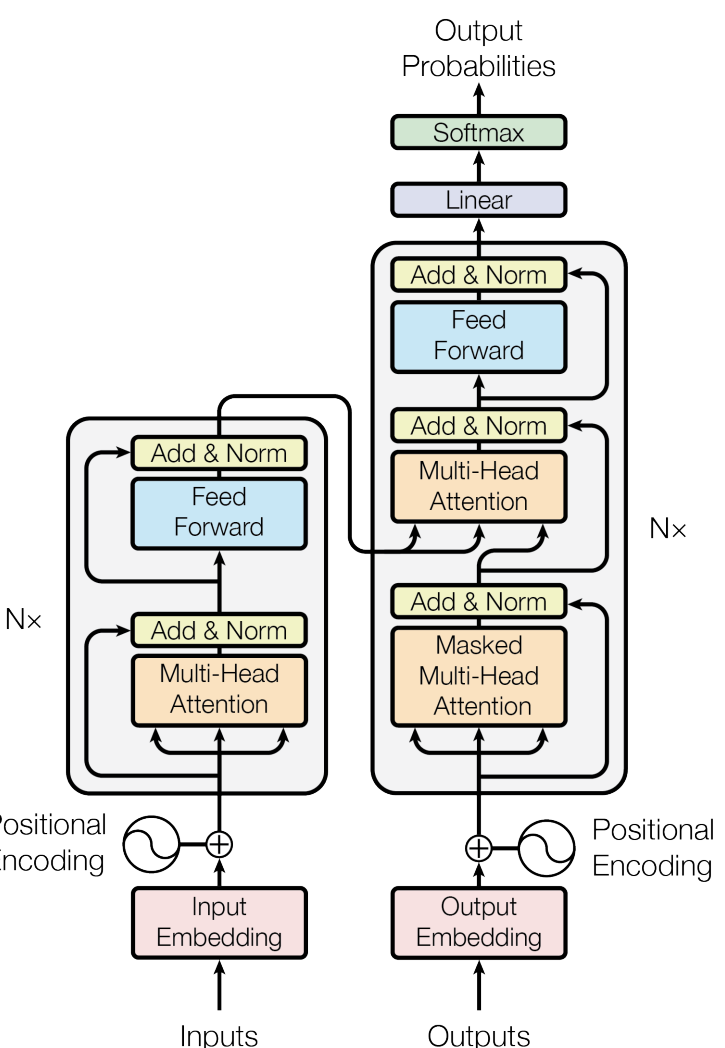 Output
Probabilities
Softmax
Linear
Add & Norm
Feed
Forward
Add & Norm
Multi-Head
Attention
Nx
Add & Norm
Masked
Multi-Head
Attention
Add & Norm
Feed
Forward
Nx
Add & Norm
Multi-Head
Attention
Positional
Encoding
Positional
Encoding
Input
Embedding
Output
Embedding
Inputs
Outputs